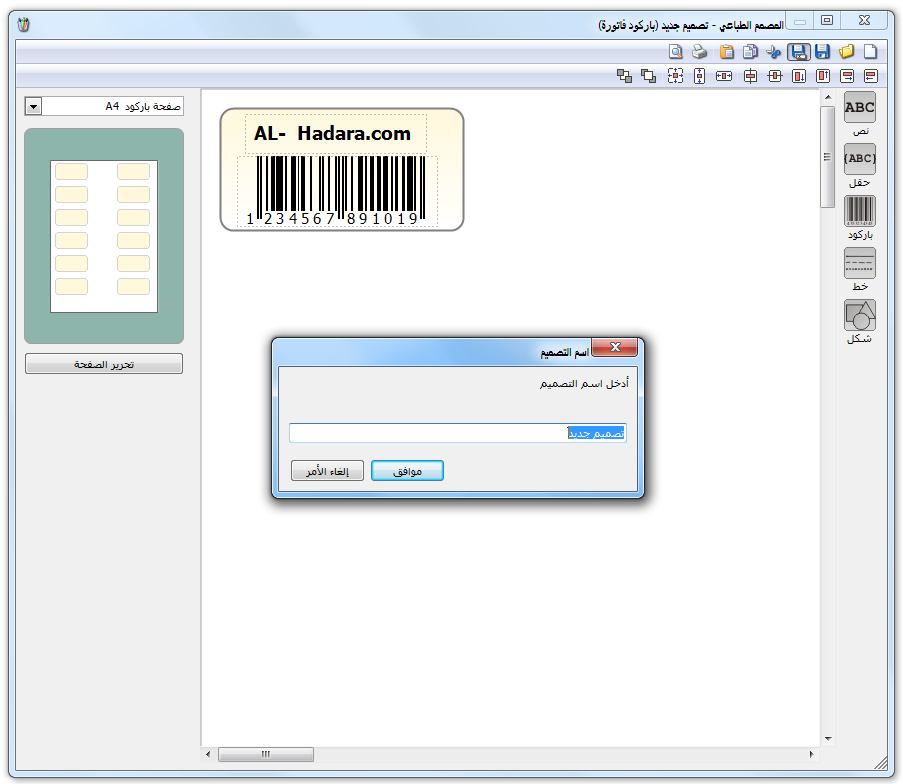 المصمم الطباعي - تصميم جديد (باركود فاتورة)
صفحة باركود A4
تحرير الصفحة
AL- Hadara.com
1 234567 891019
ABC
نص
{ABC}
حقل
باركود
خط
شكل
اسم التصميم
أدخل اسم التصميم
تصميم جديد
موافق
إلغاء الأمر